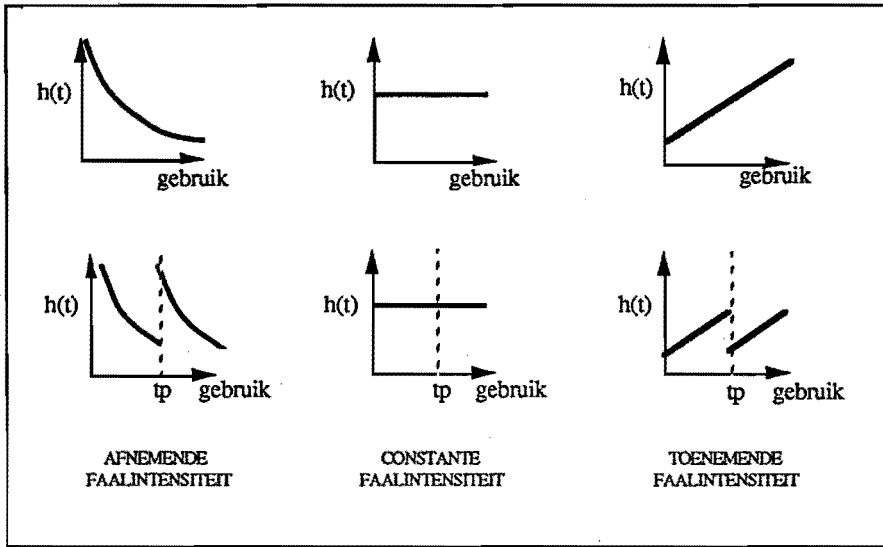 h(t)
gebruik
h(t)
gebruik
h(t)
gebruik
h(t)
tp
gebruik
h(t)
tp
gebruik
h(t)
tp
gebruik
AFNEMENDE
FAALINTENSITEIT
CONSTANTE
FAALINTENSITEIT
TOENEMENDE
FAALINTENSITEIT